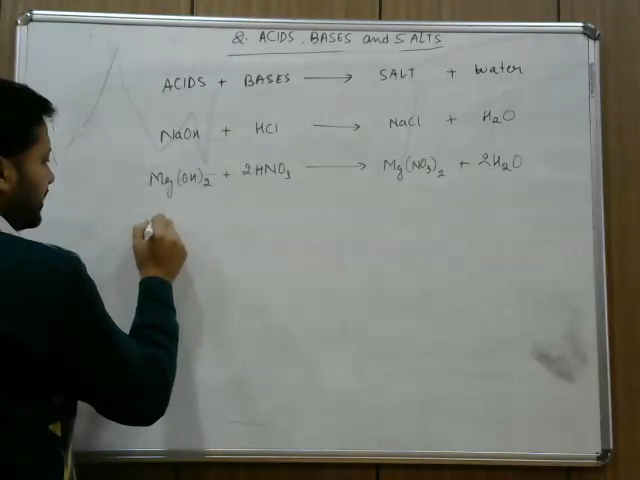 2. ACIDS, BASES and SALTS
ACIDS + BASES ⟶ SALT + Water
NaOH + HCl ⟶ NaCl + H₂O
Mg(OH)₂ + 2HNO₃ ⟶ Mg(NO₃)₂ + 2H₂O